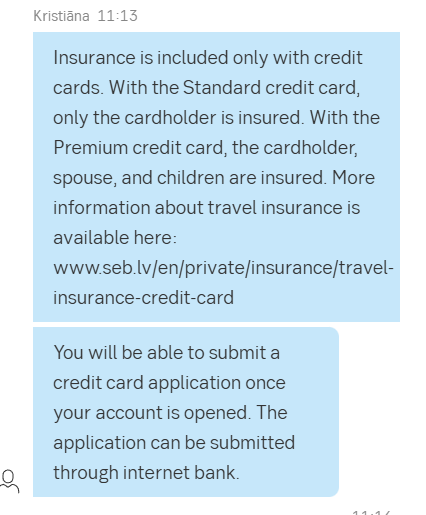 Kristiāna 11:13
Insurance is included only with credit
cards. With the Standard credit card,
only the cardholder is insured. With the
Premium credit card, the cardholder,
spouse, and children are insured. More
information about travel insurance is
available here:
www.seb.lv/en/private/insurance/travel-
insurance-credit-card
You will be able to submit a
credit card application once
your account is opened. The
application can be submitted
through internet bank.